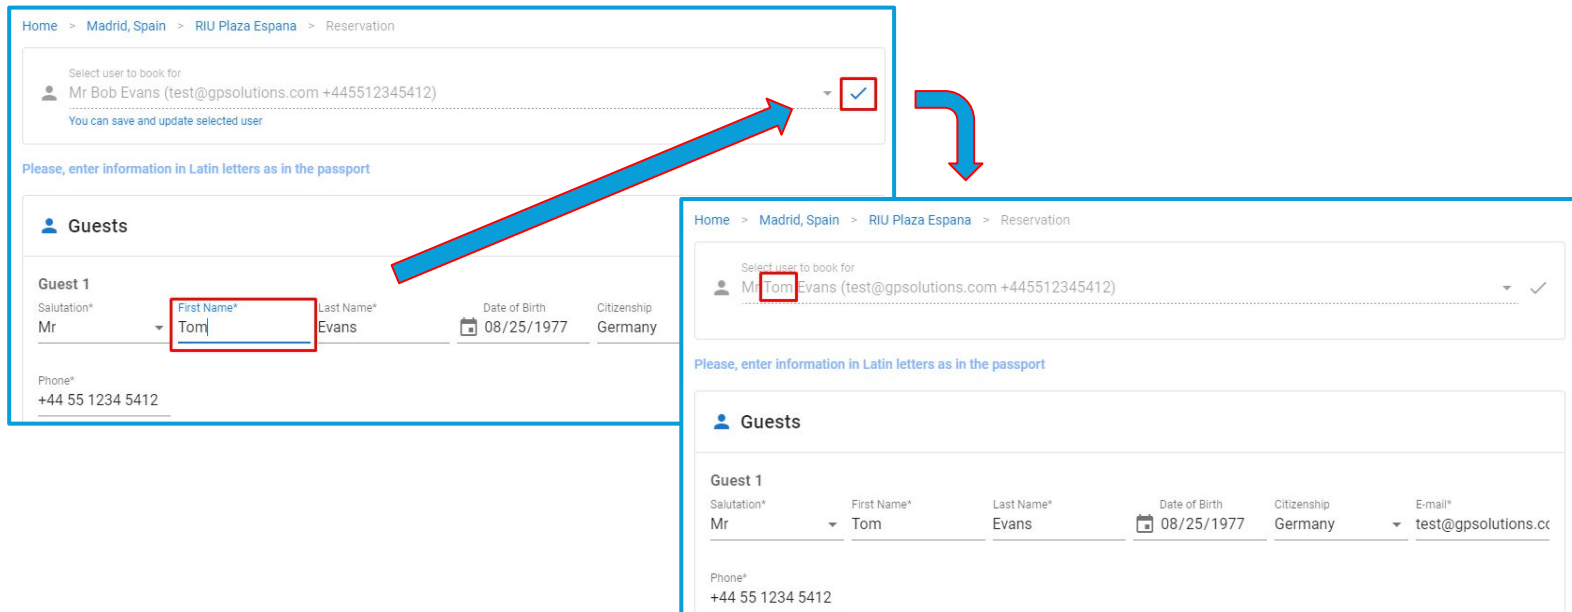 Home > Madrid, Spain > RIU Plaza Espana > Reservation
Select user to book for
Mr Bob Evans (test@gpsolutions.com +445512345412)
You can save and update selected user
Please, enter information in Latin letters as in the passport
Guests
Guest 1
Salutation* First Name* Last Name* Date of Birth Citizenship
Mr Tom Evans 08/25/1977 Germany
Phone*
+44 55 1234 5412
Home > Madrid, Spain > RIU Plaza Espana > Reservation
Select user to book for
Mr Tom Evans (test@gpsolutions.com +445512345412)
Please, enter information in Latin letters as in the passport
Guests
Guest 1
Salutation* First Name* Last Name* Date of Birth Citizenship E-mail*
Mr Tom Evans 08/25/1977 Germany test@gpsolutions.cc
Phone*
+44 55 1234 5412